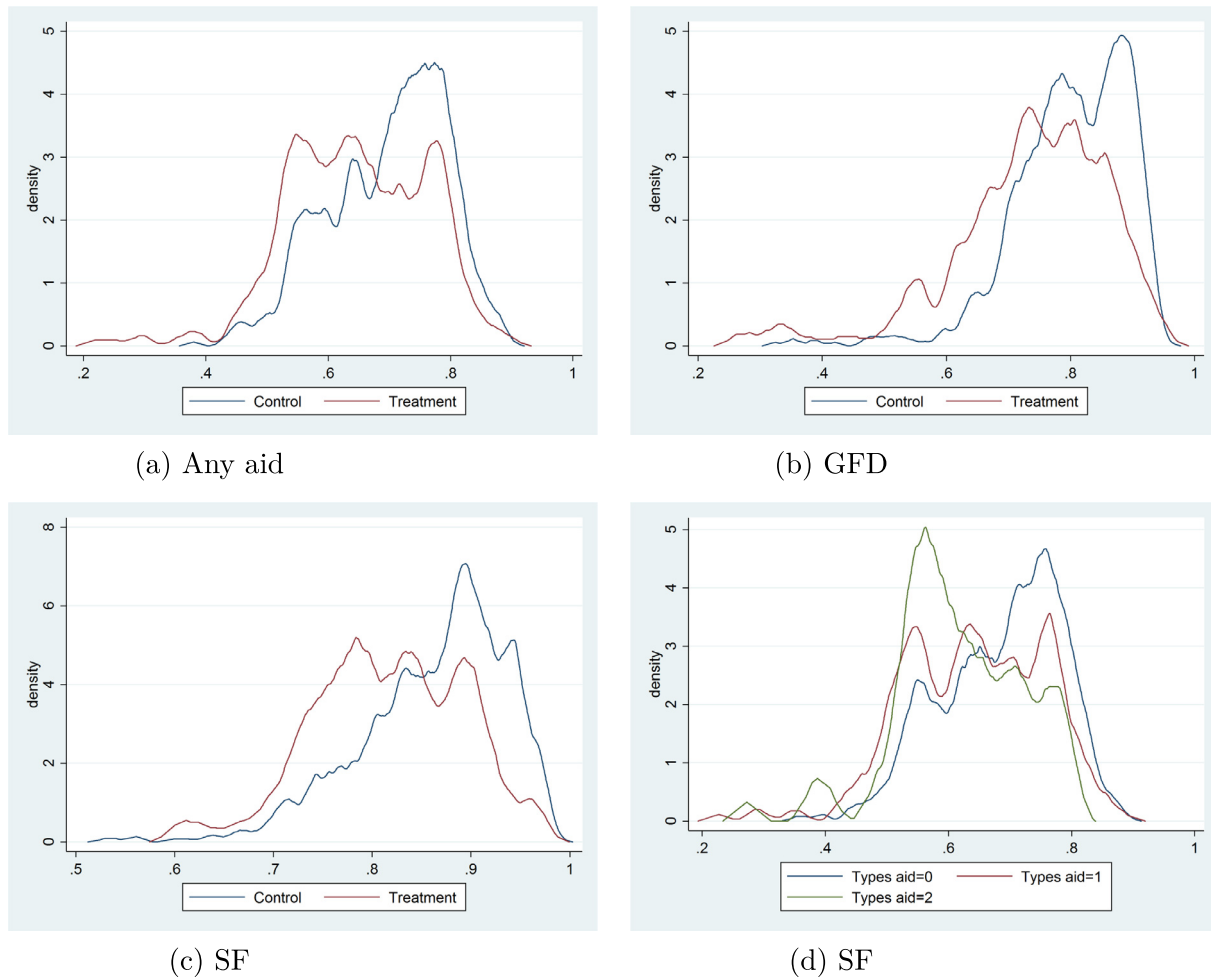 5
4
3
2
1
0
density
.2 .4 .6 .8 1
Control Treatment
(a) Any aid
5
4
3
2
1
0
density
.2 .4 .6 .8 1
Control Treatment
(b) GFD
8
6
4
2
0
density
.5 .6 .7 .8 .9 1
Control Treatment
(c) SF
5
4
3
2
1
0
density
.2 .4 .6 .8 1
Types aid=0 Types aid=1
Types aid=2
(d) SF